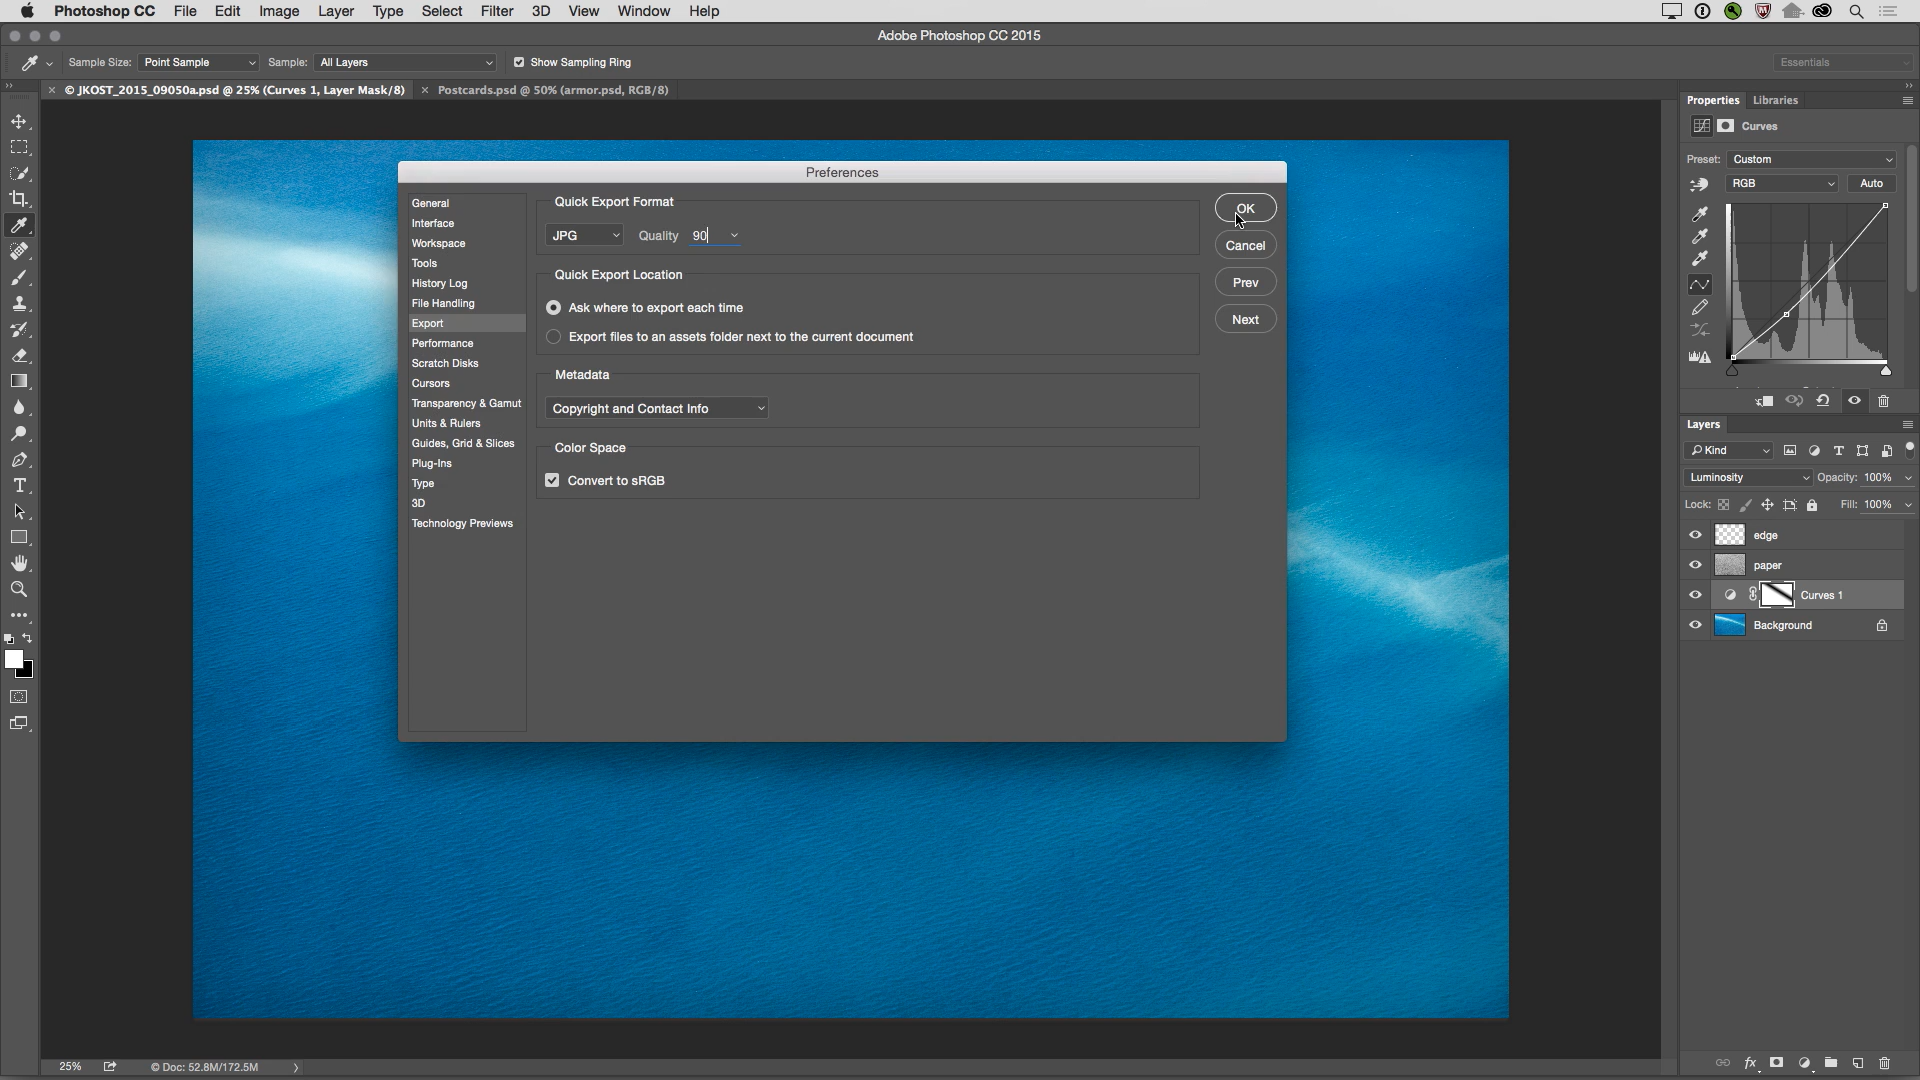 Photoshop CC File Edit Image Layer Type Select Filter 3D View Window Help
Adobe Photoshop CC 2015
Sample Size: Point Sample Sample: All Layers Show Sampling Ring Essentials
© JKOST_2015_09050a.psd @ 25% (Curves 1, Layer Mask/8) Postcards.psd @ 50% (armor.psd, RGB/8)
Preferences
General
Interface
Workspace
Tools
History Log
File Handling
Export
Performance
Scratch Disks
Cursors
Transparency & Gamut
Units & Rulers
Guides, Grid & Slices
Plug-Ins
Type
3D
Technology Previews
Quick Export Format
JPG Quality 90
Quick Export Location
Ask where to export each time
Export files to an assets folder next to the current document
Metadata
Copyright and Contact Info
Color Space
Convert to sRGB
OK
Cancel
Prev
Next
Properties Libraries
Curves
Preset: Custom
RGB Auto
Layers
Kind
Luminosity Opacity: 100%
Lock: Fill: 100%
edge
paper
Curves 1
Background
25% © Doc: 52.8M/172.5M
fx